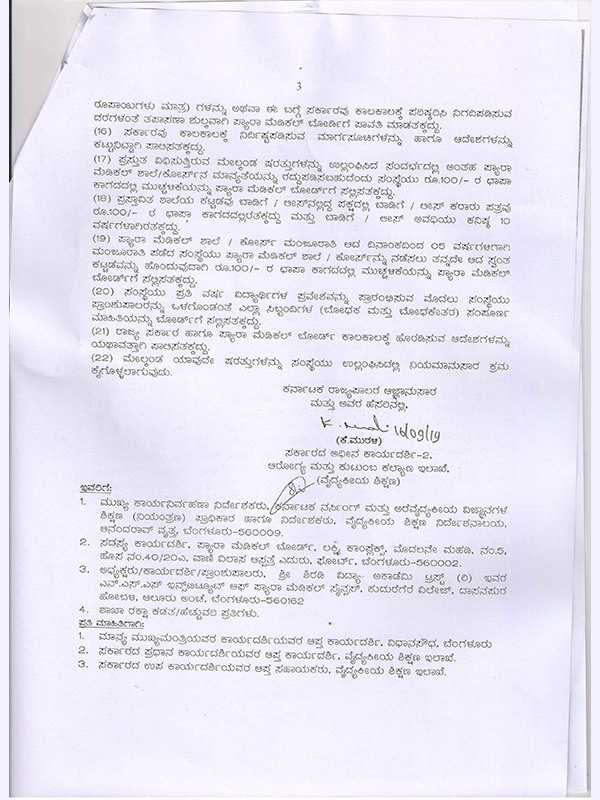 3
ರೂಪಾಯಿಗಳು ಮಾತ್ರ) ಗಳನ್ನು ಅಥವಾ ಈ ಬಗ್ಗೆ ಸರ್ಕಾರವು ಕಾಲಕಾಲಕ್ಕೆ ಪರಿಷ್ಕರಿಸಿ ನಿಗದಿಪಡಿಸುವ
ದರಗಳಂತೆ ತಪಾಸಣಾ ಶುಲ್ಕವಾಗಿ ಪ್ಯಾರಾ ಮೆಡಿಕಲ್ ಬೋರ್ಡಿಗೆ ಪಾವತಿ ಮಾಡತಕ್ಕದ್ದು.
(16) ಸರ್ಕಾರವು ಕಾಲಕಾಲಕ್ಕೆ ನಿರ್ದಿಷ್ಟಪಡಿಸುವ ಮಾರ್ಗಸೂಚಿಗಳನ್ನು ಹಾಗೂ ಆದೇಶಗಳನ್ನು
ಕಟ್ಟುನಿಟ್ಟಾಗಿ ಪಾಲಿಸತಕ್ಕದ್ದು.
(17) ಪ್ರಸ್ತುತ ವಿಧಿಸುತ್ತಿರುವ ಮೇಲ್ಕಂಡ ಷರತ್ತುಗಳನ್ನು ಉಲ್ಲಂಘಿಸಿದ ಸಂದರ್ಭದಲ್ಲಿ ಅಂತಹ ಪ್ಯಾರಾ
ಮೆಡಿಕಲ್ ಶಾಲೆ/ಕೋರ್ಸ್‌ನ ಮಾನ್ಯತೆಯನ್ನು ರದ್ದುಪಡಿಸಬಹುದೆಂದು ಸಂಸ್ಥೆಯು ರೂ.100/- ರ ಛಾಪಾ
ಕಾಗದದಲ್ಲಿ ಮುಚ್ಚಳಿಕೆಯನ್ನು ಪ್ಯಾರಾ ಮೆಡಿಕಲ್ ಬೋರ್ಡ್‌ಗೆ ಸಲ್ಲಿಸತಕ್ಕದ್ದು.
(18) ಪ್ರಸ್ತಾವಿತ ಶಾಲೆಯ ಕಟ್ಟಡವು ಬಾಡಿಗೆ / ಲೀಸ್‌ನಲ್ಲಿದ್ದ ಪಕ್ಷದಲ್ಲಿ ಬಾಡಿಗೆ / ಲೀಸ್ ಕರಾರು ಪತ್ರವು
ರೂ.100/- ರ ಛಾಪಾ ಕಾಗದದಲ್ಲಿರತಕ್ಕದ್ದು ಮತ್ತು ಬಾಡಿಗೆ / ಲೀಸ್ ಅವಧಿಯು ಕನಿಷ್ಠ 10
ವರ್ಷಗಳಾಗಿರತಕ್ಕದ್ದು.
(19) ಪ್ಯಾರಾ ಮೆಡಿಕಲ್ ಶಾಲೆ / ಕೋರ್ಸ್ ಮಂಜೂರಾತಿ ಆದ ದಿನಾಂಕದಿಂದ 05 ವರ್ಷಗಳಿಗಾಗಿ
ಮಂಜೂರಾತಿ ಪಡೆದ ಸಂಸ್ಥೆಯು ಪ್ಯಾರಾ ಮೆಡಿಕಲ್ ಶಾಲೆ / ಕೋರ್ಸ್‌ನ್ನು ನಡೆಸಲು ತನ್ನದೇ ಆದ ಸ್ವಂತ
ಕಟ್ಟಡವನ್ನು ಹೊಂದುವುದಾಗಿ ರೂ.100/- ರ ಛಾಪಾ ಕಾಗದದಲ್ಲಿ ಮುಚ್ಚಳಿಕೆಯನ್ನು ಪ್ಯಾರಾ ಮೆಡಿಕಲ್
ಬೋರ್ಡ್‌ಗೆ ಸಲ್ಲಿಸತಕ್ಕದ್ದು.
(20) ಸಂಸ್ಥೆಯು ಪ್ರತಿ ವರ್ಷ ವಿದ್ಯಾರ್ಥಿಗಳ ಪ್ರವೇಶವನ್ನು ಪ್ರಾರಂಭಿಸುವ ಮೊದಲು ಸಂಸ್ಥೆಯು
ಪ್ರಾಂಶುಪಾಲರನ್ನು ಒಳಗೊಂಡಂತೆ ಎಲ್ಲಾ ಸಿಬ್ಬಂದಿಗಳ (ಬೋಧಕ ಮತ್ತು ಬೋಧಕೇತರ) ಸಂಪೂರ್ಣ
ಮಾಹಿತಿಯನ್ನು ಬೋರ್ಡ್‌ಗೆ ಸಲ್ಲಿಸತಕ್ಕದ್ದು.
(21) ರಾಜ್ಯ ಸರ್ಕಾರ ಹಾಗೂ ಪ್ಯಾರಾ ಮೆಡಿಕಲ್ ಬೋರ್ಡ್ ಕಾಲಕಾಲಕ್ಕೆ ಹೊರಡಿಸುವ ಆದೇಶಗಳನ್ನು
ಯಥಾವತ್ತಾಗಿ ಪಾಲಿಸತಕ್ಕದ್ದು.
(22) ಮೇಲ್ಕಂಡ ಯಾವುದೇ ಷರತ್ತುಗಳನ್ನು ಸಂಸ್ಥೆಯು ಉಲ್ಲಂಘಿಸಿದಲ್ಲಿ ನಿಯಮಾನುಸಾರ ಕ್ರಮ
ಕೈಗೊಳ್ಳಲಾಗುವುದು.
ಕರ್ನಾಟಕ ರಾಜ್ಯಪಾಲರ ಆಜ್ಞಾನುಸಾರ
ಮತ್ತು ಅವರ ಹೆಸರಿನಲ್ಲಿ,
16/09/19
(ಕೆ.ಮುರಳಿ)
ಸರ್ಕಾರದ ಅಧೀನ ಕಾರ್ಯದರ್ಶಿ-2,
ಆರೋಗ್ಯ ಮತ್ತು ಕುಟುಂಬ ಕಲ್ಯಾಣ ಇಲಾಖೆ,
(ವೈದ್ಯಕೀಯ ಶಿಕ್ಷಣ)
ಇವರಿಗೆ:
1. ಮುಖ್ಯ ಕಾರ್ಯನಿರ್ವಹಣಾ ನಿರ್ದೇಶಕರು, ಕರ್ನಾಟಕ ನರ್ಸಿಂಗ್ ಮತ್ತು ಅರೆವೈದ್ಯಕೀಯ ವಿಜ್ಞಾನಗಳ
ಶಿಕ್ಷಣ (ನಿಯಂತ್ರಣ) ಪ್ರಾಧಿಕಾರ ಹಾಗೂ ನಿರ್ದೇಶಕರು, ವೈದ್ಯಕೀಯ ಶಿಕ್ಷಣ ನಿರ್ದೇಶನಾಲಯ,
ಆನಂದರಾವ್ ವೃತ್ತ, ಬೆಂಗಳೂರು-560009.
2. ಸದಸ್ಯ ಕಾರ್ಯದರ್ಶಿ, ಪ್ಯಾರಾ ಮೆಡಿಕಲ್ ಬೋರ್ಡ್, ಲಕ್ಷ್ಮಿ ಕಾಂಪ್ಲೆಕ್ಸ್, ಮೊದಲನೇ ಮಹಡಿ, ನಂ.5,
ಹೊಸ ನಂ.40/20ಎ, ವಾಣಿ ವಿಲಾಸ ಆಸ್ಪತ್ರೆ ಎದುರು, ಫೋರ್ಟ್, ಬೆಂಗಳೂರು-560002.
3. ಅಧ್ಯಕ್ಷರು/ಕಾರ್ಯದರ್ಶಿ/ಪ್ರಾಂಶುಪಾಲರು, ಶ್ರೀ ಶಿರಡಿ ವಿದ್ಯಾ ಅಕಾಡೆಮಿ ಟ್ರಸ್ಟ್ (ರಿ) ಇವರ
ಎನ್.ಎಸ್.ಎಸ್ ಇನ್ಸ್‌ಟಿಟ್ಯೂಟ್ ಆಫ್ ಪ್ಯಾರಾ ಮೆಡಿಕಲ್ ಸೈನ್ಸಸ್, ಕುದುರೆಗೆರೆ ವಿಲೇಜ್, ದಾಸನಪುರ
ಹೋಬಳಿ, ಆಲೂರು ಅಂಚೆ, ಬೆಂಗಳೂರು-560162
4. ಶಾಖಾ ರಕ್ಷಾ ಕಡತ/ಹೆಚ್ಚುವರಿ ಪ್ರತಿಗಳು.
ಪ್ರತಿ ಮಾಹಿತಿಗಾಗಿ:
1. ಮಾನ್ಯ ಮುಖ್ಯಮಂತ್ರಿಯವರ ಕಾರ್ಯದರ್ಶಿಯವರ ಆಪ್ತ ಕಾರ್ಯದರ್ಶಿ, ವಿಧಾನಸೌಧ, ಬೆಂಗಳೂರು
2. ಸರ್ಕಾರದ ಪ್ರಧಾನ ಕಾರ್ಯದರ್ಶಿಯವರ ಆಪ್ತ ಕಾರ್ಯದರ್ಶಿ, ವೈದ್ಯಕೀಯ ಶಿಕ್ಷಣ ಇಲಾಖೆ.
3. ಸರ್ಕಾರದ ಉಪ ಕಾರ್ಯದರ್ಶಿಯವರ ಆಪ್ತ ಸಹಾಯಕರು, ವೈದ್ಯಕೀಯ ಶಿಕ್ಷಣ ಇಲಾಖೆ.